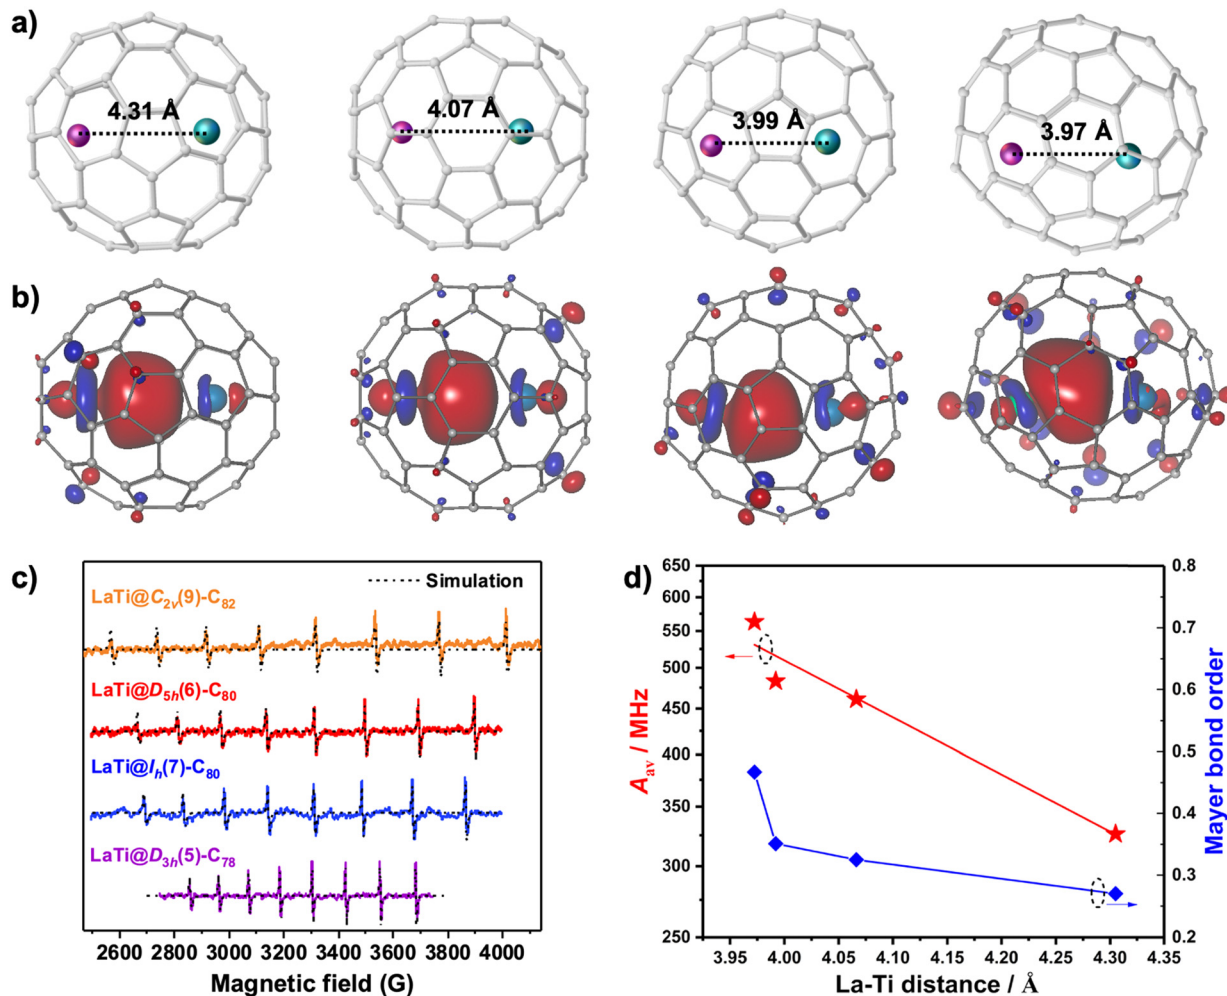 a)
4.31 Å
4.07 Å
3.99 Å
3.97 Å
b)
c)
Simulation
LaTi@C2v(9)-C82
LaTi@D5h(6)-C80
LaTi@Ih(7)-C80
LaTi@D3h(5)-C78
2600 2800 3000 3200 3400 3600 3800 4000
Magnetic field (G)
d)
650
600
550
500
450
400
350
300
250
Aav / MHz
0.8
0.7
0.6
0.5
0.4
0.3
0.2
Mayer bond order
3.95 4.00 4.05 4.10 4.15 4.20 4.25 4.30 4.35
La-Ti distance / Å